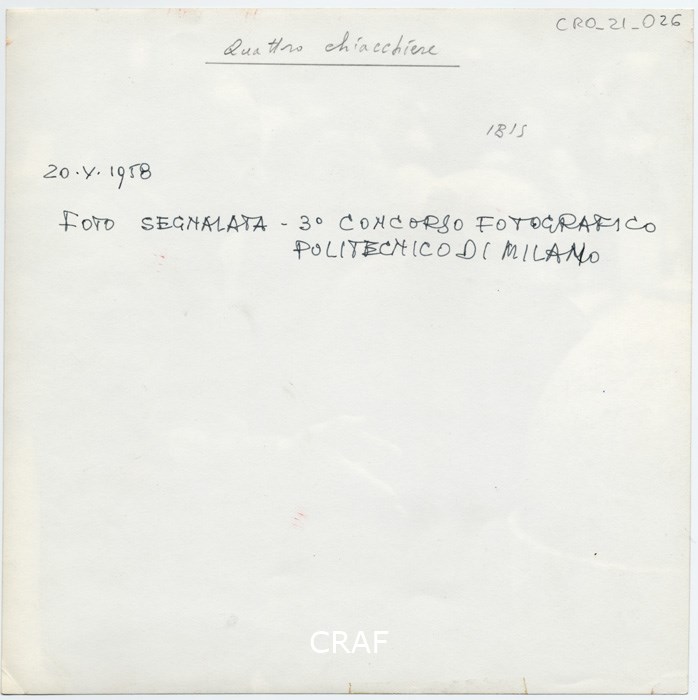 CRO_21_026
Quattro chiacchiere
1815
20.V.1958
FOTO SEGNALATA - 3° CONCORSO FOTOGRAFICO
POLITECNICO DI MILANO
CRAF